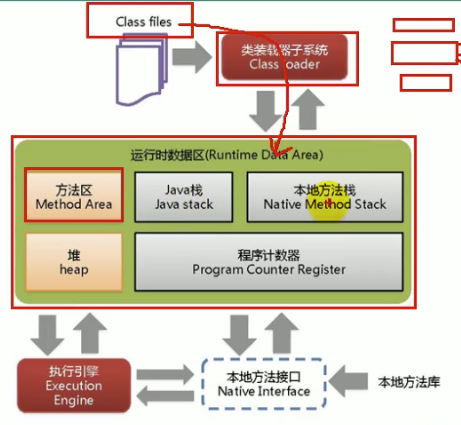 Class files
类装载器子系统
Class loader
运行时数据区(Runtime Data Area)
方法区
Method Area
Java栈
Java stack
本地方法栈
Native Method Stack
堆
heap
程序计数器
Program Counter Register
执行引擎
Execution
Engine
本地方法接口
Native Interface
本地方法库